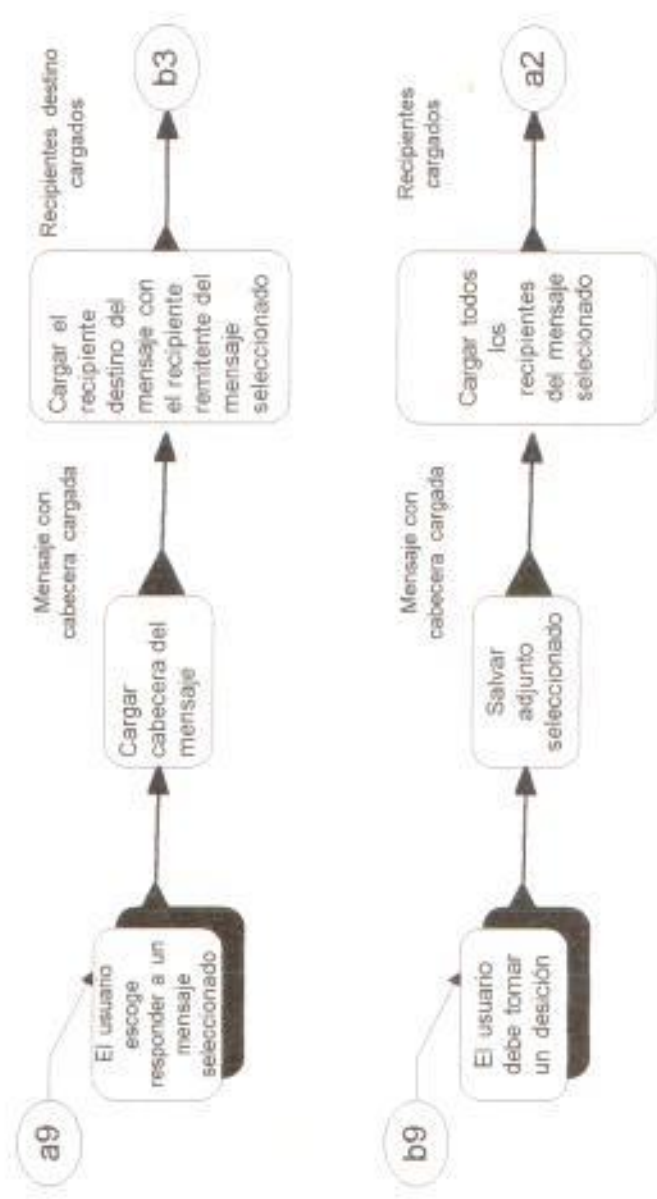 a9
El usuario
escoge
responder a un
mensaje
seleccionado
Cargar
cabecera del
mensaje
Mensaje con
cabecera cargada
Cargar el
recipiente
destino del
mensaje con
el recipiente
remitente del
mensaje
seleccionado
Recipientes destino
cargados
b3
b9
El usuario
debe tomar
un desición
Salvar
adjunto
seleccionado
Mensaje con
cabecera cargada
Cargar todos
los
recipientes
del mensaje
selecionado
Recipientes
cargados
a2